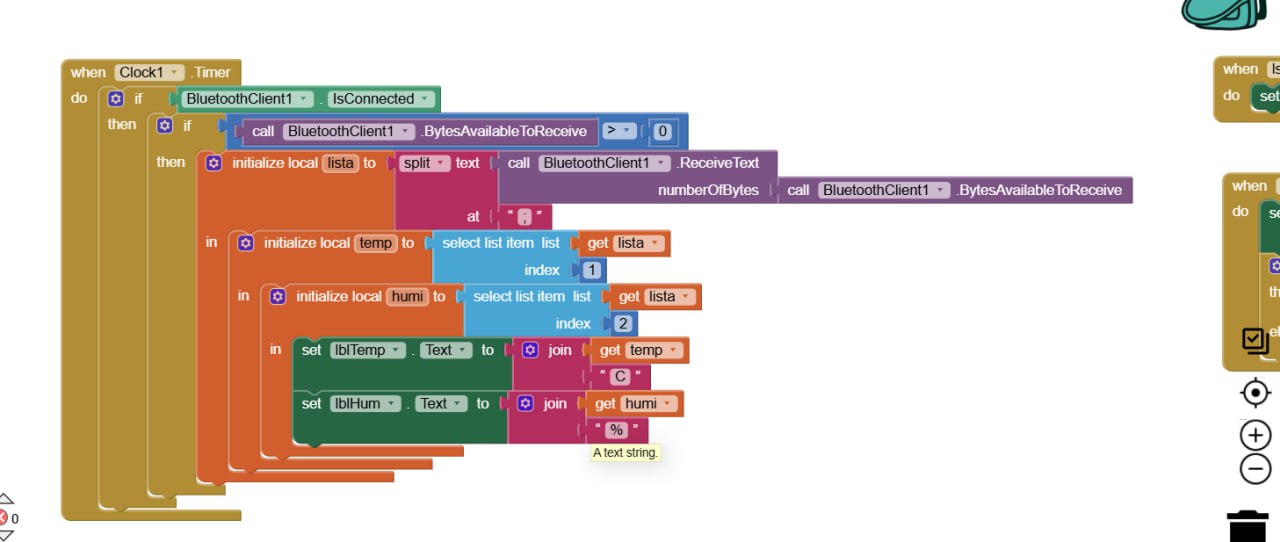 when Clock1 .Timer
do if BluetoothClient1 . IsConnected
then if call BluetoothClient1 .BytesAvailableToReceive > 0
then initialize local lista to split text call BluetoothClient1 .ReceiveText
numberOfBytes call BluetoothClient1 .BytesAvailableToReceive
at " ; "
in initialize local temp to select list item list get lista
index 1
in initialize local humi to select list item list get lista
index 2
in set lblTemp . Text to join get temp
" C "
set lblHum . Text to join get humi
" % "
A text string.
0
when
do set
when
do